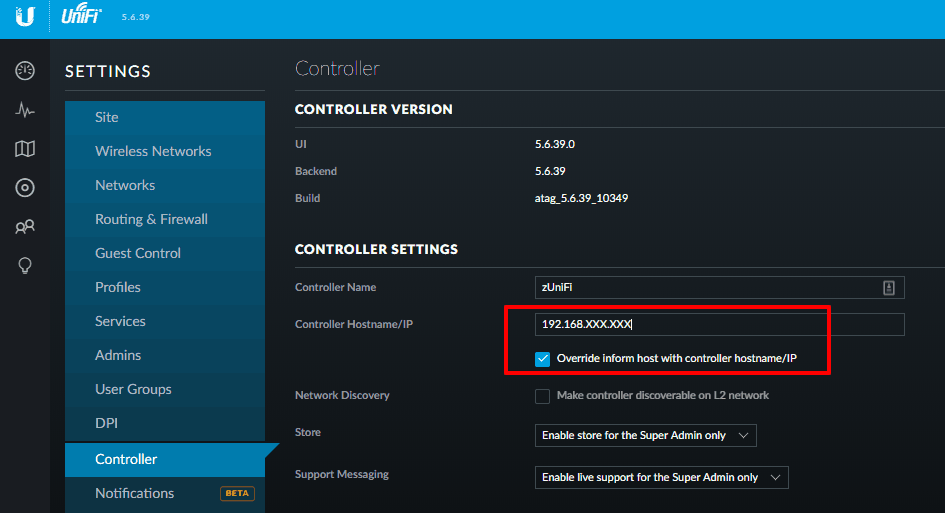 UniFi 5.6.39
SETTINGS
Site
Wireless Networks
Networks
Routing & Firewall
Guest Control
Profiles
Services
Admins
User Groups
DPI
Controller
Notifications BETA
Controller
CONTROLLER VERSION
UI 5.6.39.0
Backend 5.6.39
Build atag_5.6.39_10349
CONTROLLER SETTINGS
Controller Name zUniFi
Controller Hostname/IP 192.168.XXX.XXX
Override inform host with controller hostname/IP
Network Discovery Make controller discoverable on L2 network
Store Enable store for the Super Admin only
Support Messaging Enable live support for the Super Admin only